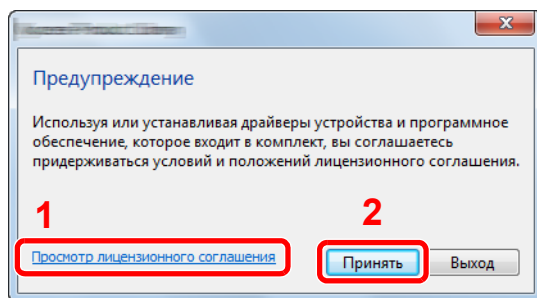 Предупреждение
Используя или устанавливая драйверы устройства и программное
обеспечение, которое входит в комплект, вы соглашаетесь
придерживаться условий и положений лицензионного соглашения.
1
2
Просмотр лицензионного соглашения
Принять
Выход